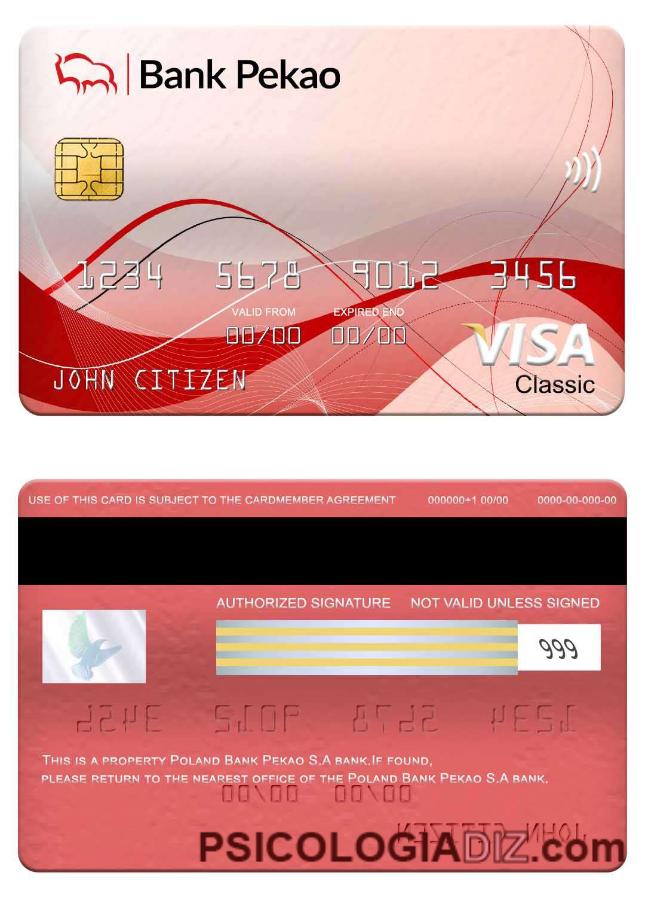 Bank Pekao
1234 5678 9012 3456
VALID FROM EXPIRED END
00/00 00/00
VISA
JOHN CITIZEN
Classic
USE OF THIS CARD IS SUBJECT TO THE CARDMEMBER AGREEMENT 000000+1 00/00 0000-00-000-00
AUTHORIZED SIGNATURE NOT VALID UNLESS SIGNED
999
THIS IS A PROPERTY POLAND BANK PEKAO S.A BANK.IF FOUND,
PLEASE RETURN TO THE NEAREST OFFICE OF THE POLAND BANK PEKAO S.A BANK.
PSICOLOGIADIZ.com